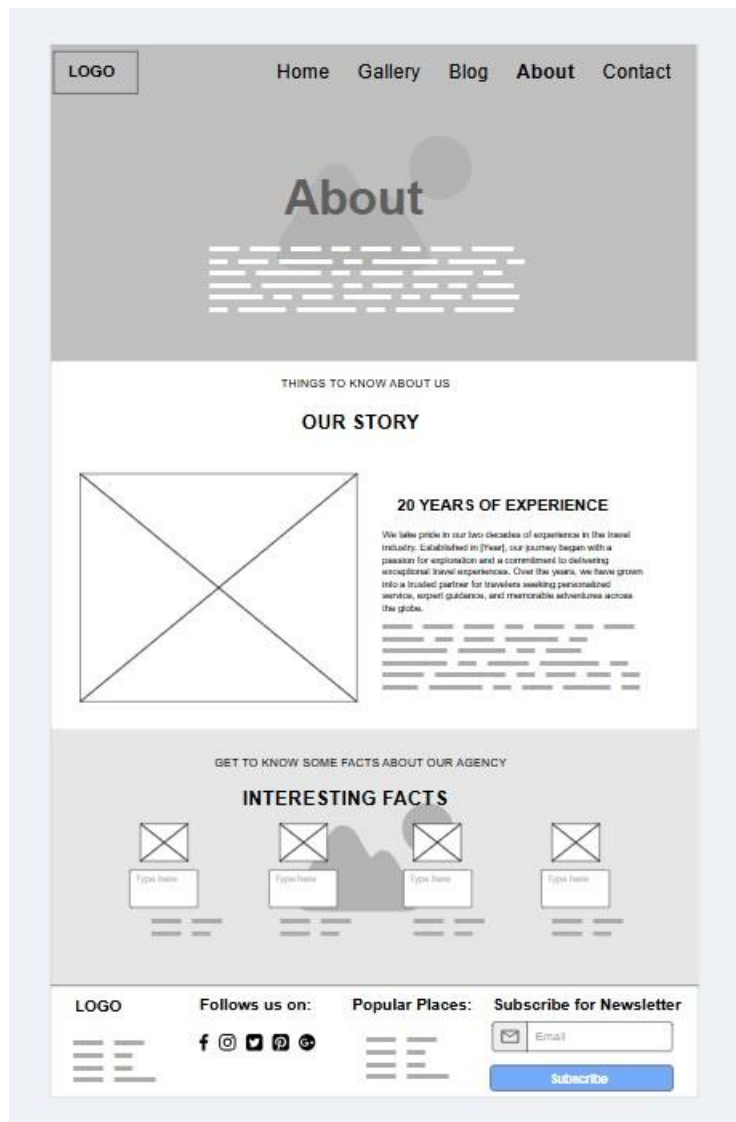 LOGO
Home Gallery Blog About Contact
About
THINGS TO KNOW ABOUT US
OUR STORY
20 YEARS OF EXPERIENCE
We take pride in our two decades of experience in the travel
industry. Established in [Year], our journey began with a
passion for exploration and a commitment to delivering
exceptional travel experiences. Over the years, we have grown
into a trusted partner for travelers seeking personalized
service, expert guidance, and memorable adventures across
the globe.
GET TO KNOW SOME FACTS ABOUT OUR AGENCY
INTERESTING FACTS
Type here Type here Type here Type here
LOGO Follows us on: Popular Places: Subscribe for Newsletter
Email
Subscribe